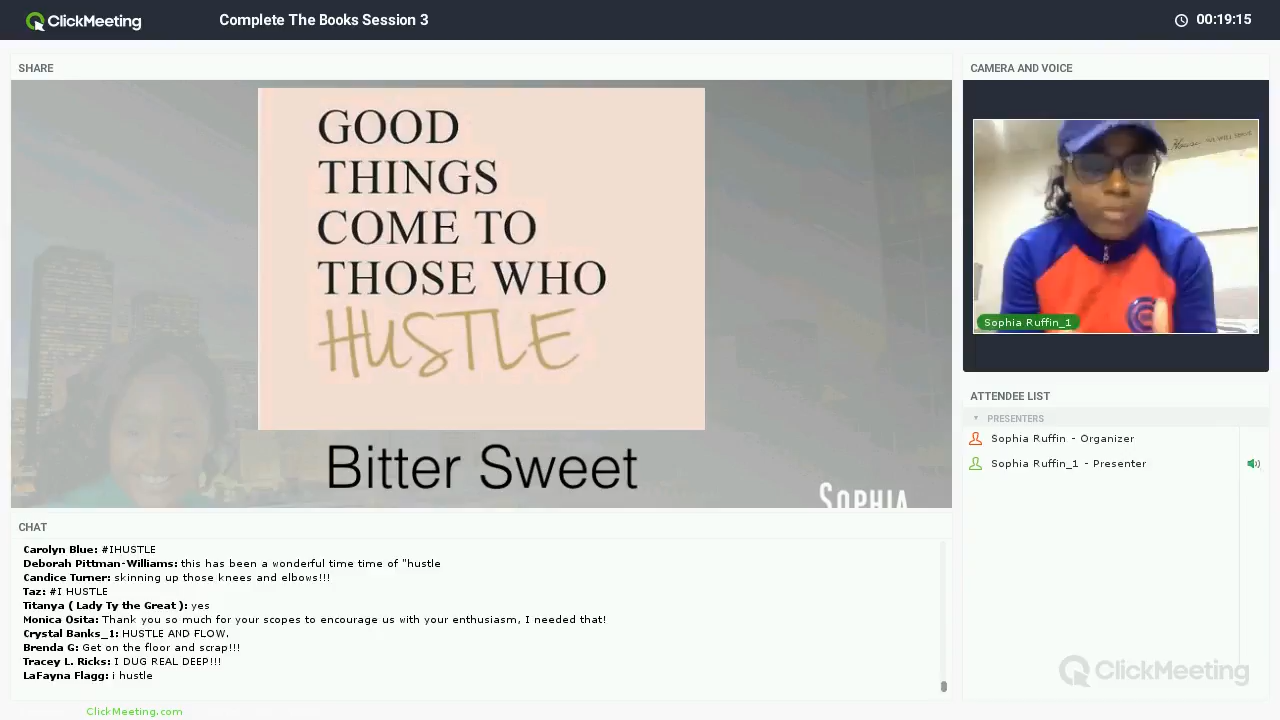 ClickMeeting
Complete The Books Session 3
00:19:15
SHARE
GOOD
THINGS
COME TO
THOSE WHO
HUSTLE
Bitter Sweet
SOPHIA
CAMERA AND VOICE
Sophia Ruffin_1
ATTENDEE LIST
PRESENTERS
Sophia Ruffin - Organizer
Sophia Ruffin_1 - Presenter
CHAT
Carolyn Blue: #IHUSTLE
Deborah Pittman-Williams: this has been a wonderful time time of "hustle
Candice Turner: skinning up those knees and elbows!!!
Taz: #I HUSTLE
Titanya ( Lady Ty the Great ): yes
Monica Osita: Thank you so much for your scopes to encourage us with your enthusiasm, I needed that!
Crystal Banks_1: HUSTLE AND FLOW.
Brenda G: Get on the floor and scrap!!!
Tracey L. Ricks: I DUG REAL DEEP!!!
LaFayna Flagg: i hustle
ClickMeeting
ClickMeeting.com